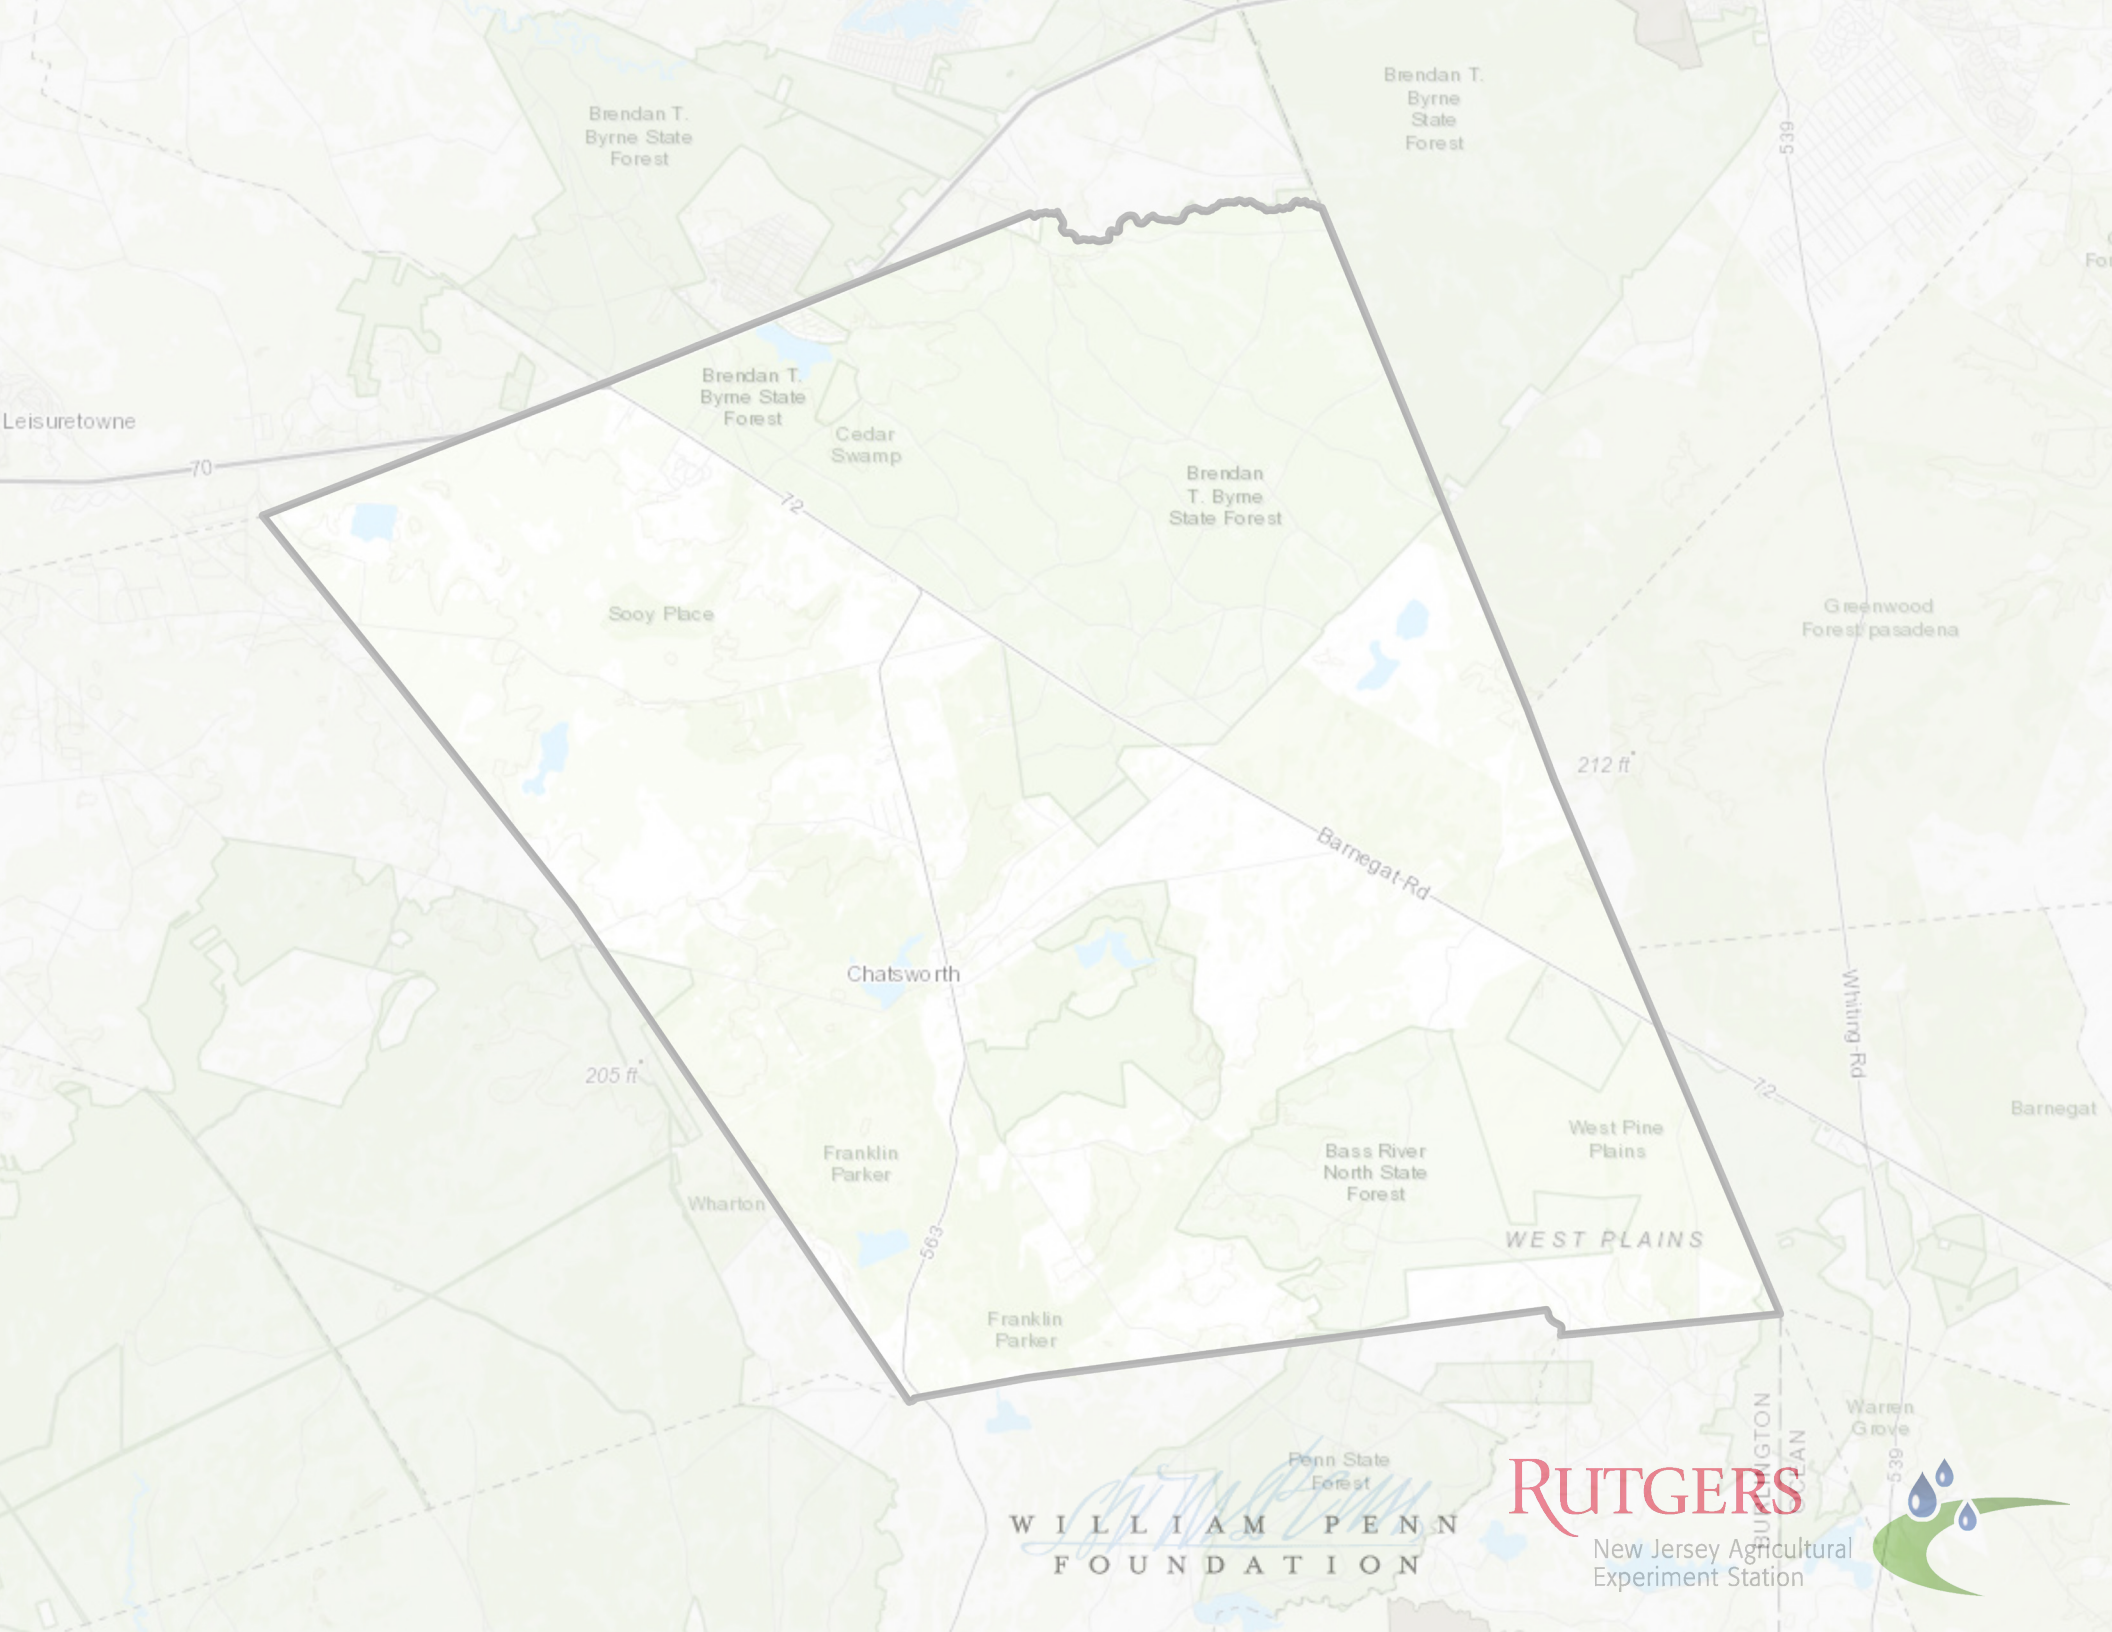 Brendan T.
Byrne
State
Forest
Brendan T.
Byrne State
Forest
539
Leisuretowne
70
Brendan T.
Byrne State
Forest
Cedar
Swamp
Brendan
T. Byrne
State Forest
72
Sooy Place
Greenwood
Forest/pasadena
212 ft
Barnegat Rd
Chatsworth
Whiting Rd
205 ft
72
Barnegat
West Pine
Plains
Franklin
Parker
Bass River
North State
Forest
Wharton
563
WEST PLAINS
Franklin
Parker
BURLINGTON
OCEAN
Warren
Grove
539
Penn State
Forest
WILLIAM PENN
FOUNDATION
RUTGERS
New Jersey Agricultural
Experiment Station